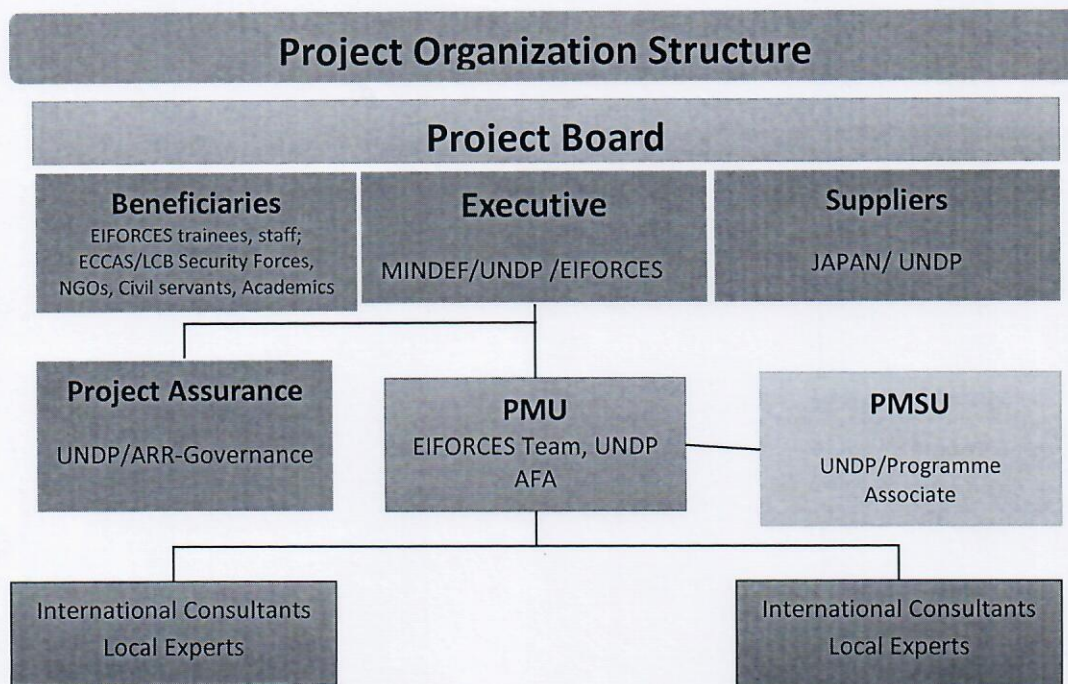 Project Organization Structure
Project Board
Beneficiaries
EIFORCES trainees, staff;
ECCAS/LCB Security Forces,
NGOs, Civil servants, Academics
Executive
MINDEF/UNDP /EIFORCES
Suppliers
JAPAN/ UNDP
Project Assurance
UNDP/ARR-Governance
PMU
EIFORCES Team, UNDP
AFA
PMSU
UNDP/Programme
Associate
International Consultants
Local Experts
International Consultants
Local Experts